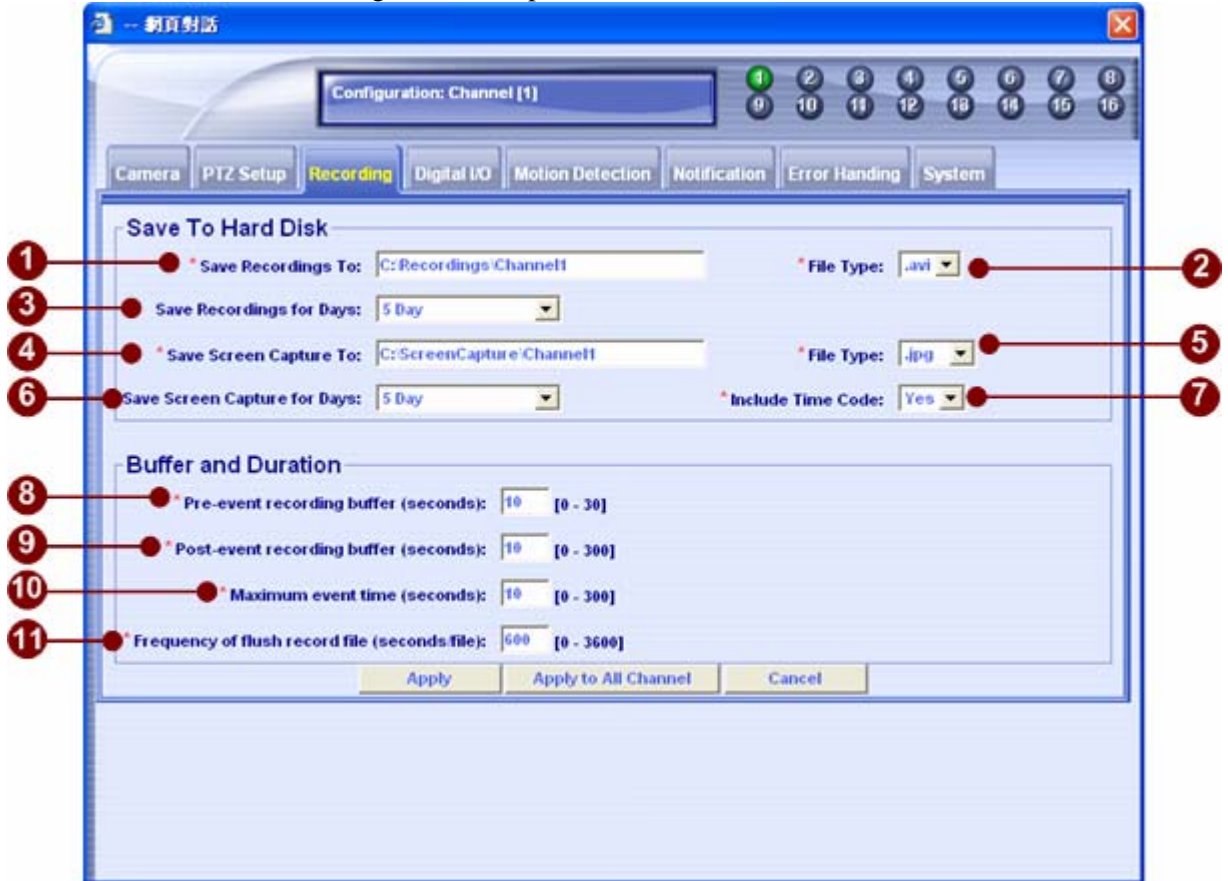 -- 網頁對話
Configuration: Channel [1]
1 2 3 4 5 6 7 8
9 10 11 12 13 14 15 16
Camera PTZ Setup Recording Digital I/O Motion Detection Notification Error Handing System
Save To Hard Disk
1 * Save Recordings To: C:\Recordings\Channel1 * File Type: .avi 2
3 Save Recordings for Days: 5 Day
4 * Save Screen Capture To: C:\ScreenCapture\Channel1 * File Type: .jpg 5
6 Save Screen Capture for Days: 5 Day * Include Time Code: Yes 7
Buffer and Duration
8 * Pre-event recording buffer (seconds): 10 [0 - 30]
9 * Post-event recording buffer (seconds): 10 [0 - 300]
10 * Maximum event time (seconds): 10 [0 - 300]
11 * Frequency of flush record file (seconds/file): 600 [0 - 3600]
Apply Apply to All Channel Cancel